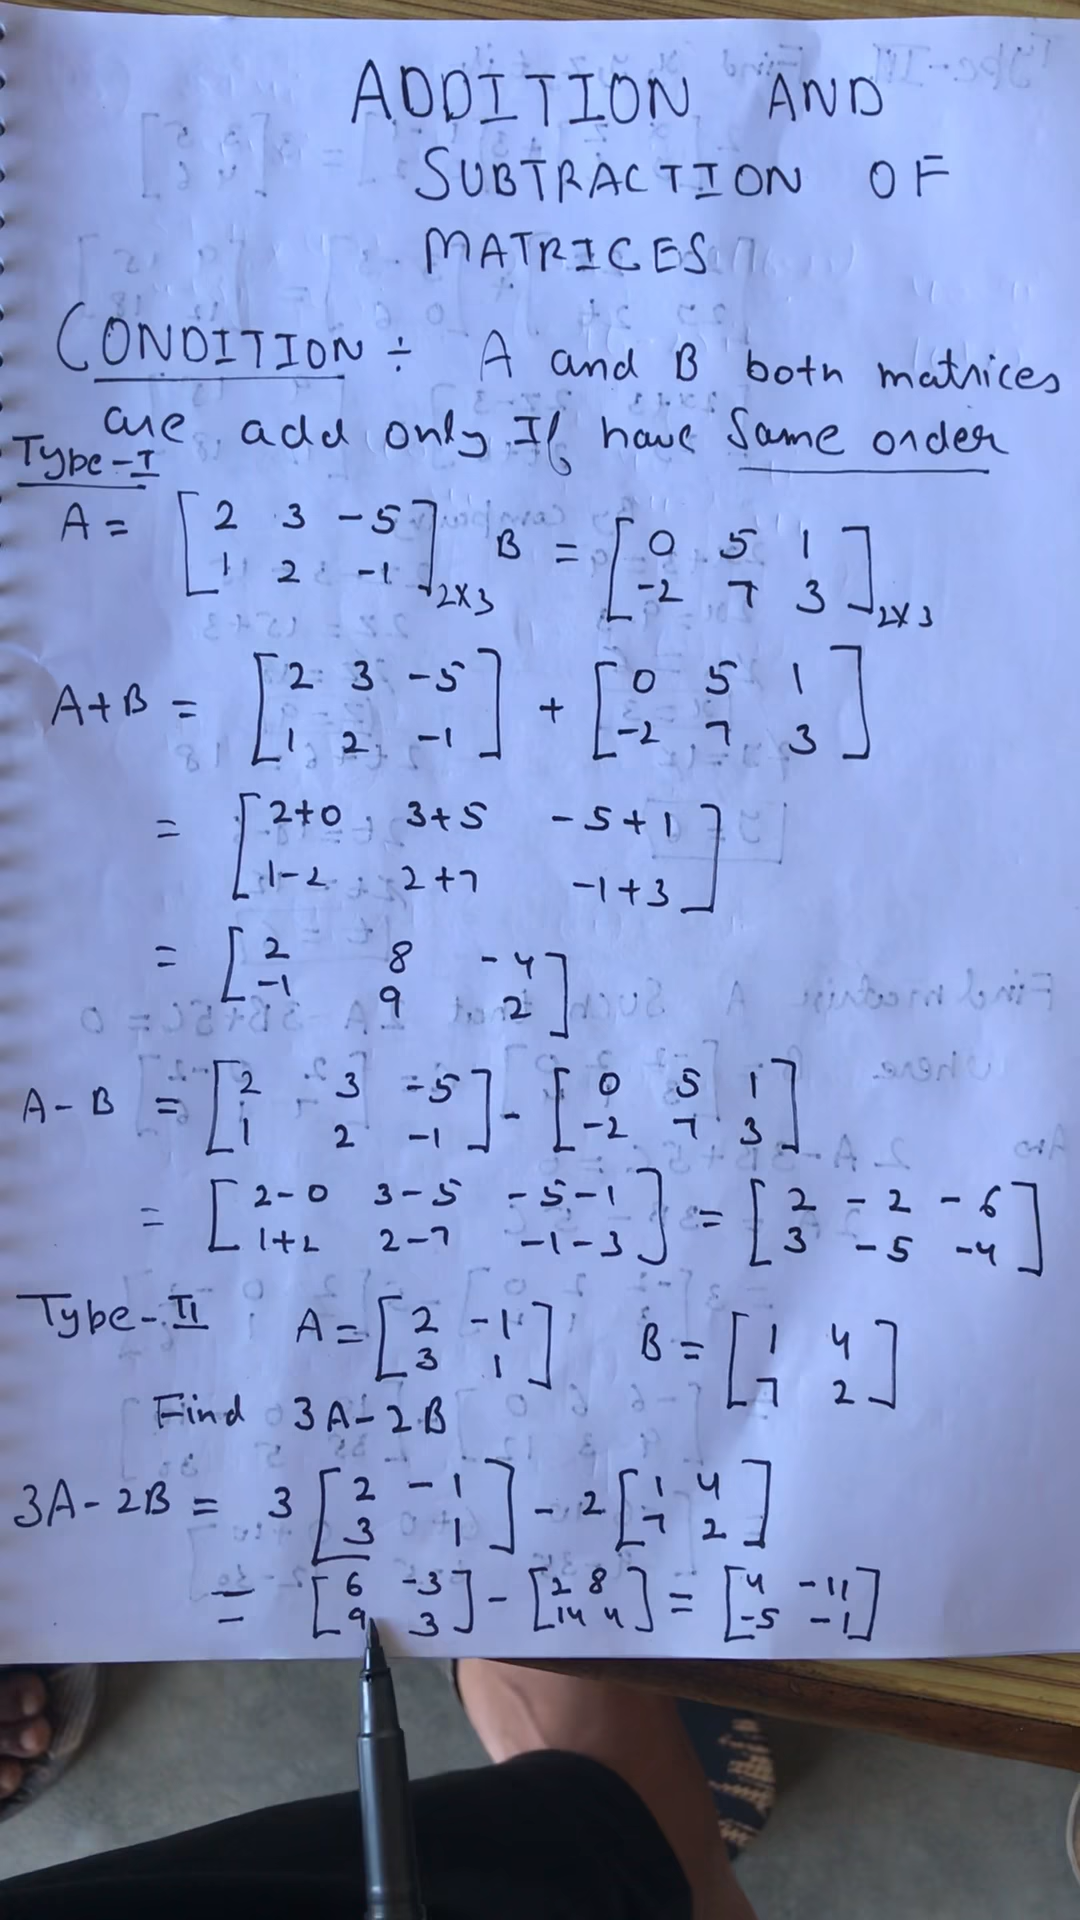 ADDITION AND
SUBTRACTION OF
MATRICES
CONDITION ÷ A and B both matrices
are add only If have Same order
Type-I
A = [2 3 -5
1 2 -1]2x3 B = [0 5 1
-2 7 3]2x3
A+B = [2 3 -5
1 2 -1] + [0 5 1
-2 7 3]
= [2+0 3+5 -5+1
1-2 2+7 -1+3]
= [2 8 -4
-1 9 2]
A-B = [2 3 -5
1 2 -1] - [0 5 1
-2 7 3]
= [2-0 3-5 -5-1
1+2 2-7 -1-3] = [2 -2 -6
3 -5 -4]
Type-II A = [2 -1
3 1] B = [1 4
7 2]
Find 3A-2B
3A-2B = 3 [2 -1
3 1] - 2 [1 4
7 2]
= [6 -3
9 3] - [2 8
14 4] = [4 -11
-5 -1]